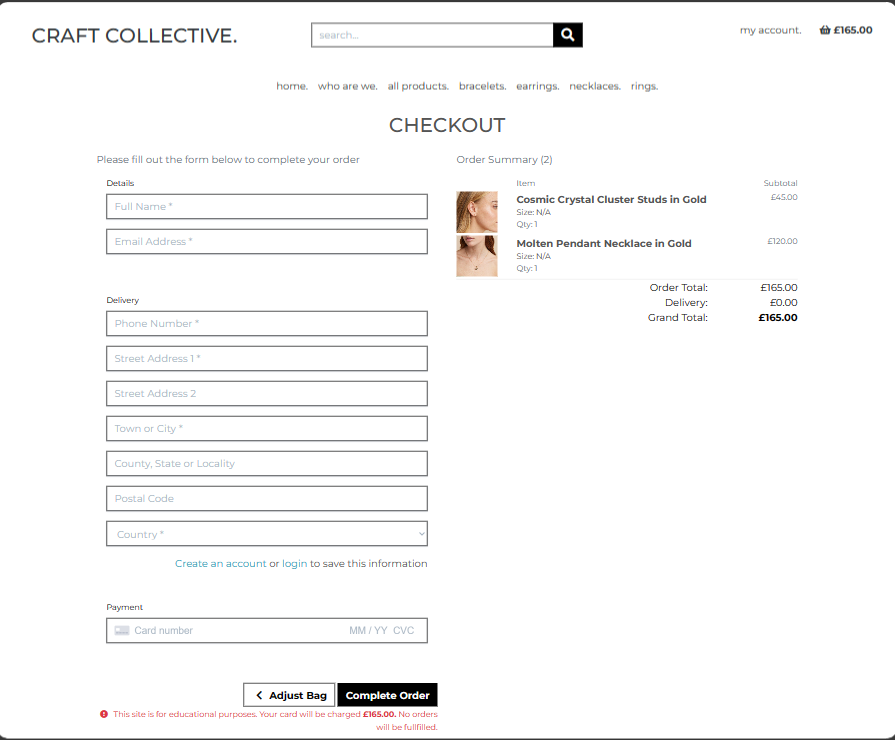 CRAFT COLLECTIVE.
search...
my account.
£165.00
home. who are we. all products. bracelets. earrings. necklaces. rings.
CHECKOUT
Please fill out the form below to complete your order
Details
Full Name *
Email Address *
Delivery
Phone Number *
Street Address 1 *
Street Address 2
Town or City *
County, State or Locality
Postal Code
Country *
Create an account or login to save this information
Payment
Card number MM / YY CVC
Adjust Bag
Complete Order
This site is for educational purposes. Your card will be charged £165.00. No orders
will be fullfilled.
Order Summary (2)
Item Subtotal
Cosmic Crystal Cluster Studs in Gold £45.00
Size: N/A
Qty: 1
Molten Pendant Necklace in Gold £120.00
Size: N/A
Qty: 1
Order Total: £165.00
Delivery: £0.00
Grand Total: £165.00